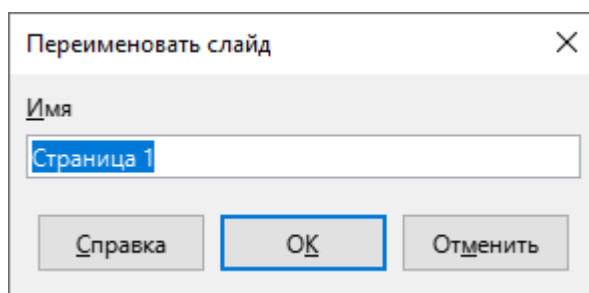 Переименовать слайд
Имя
Страница 1
Справка
OK
Отменить